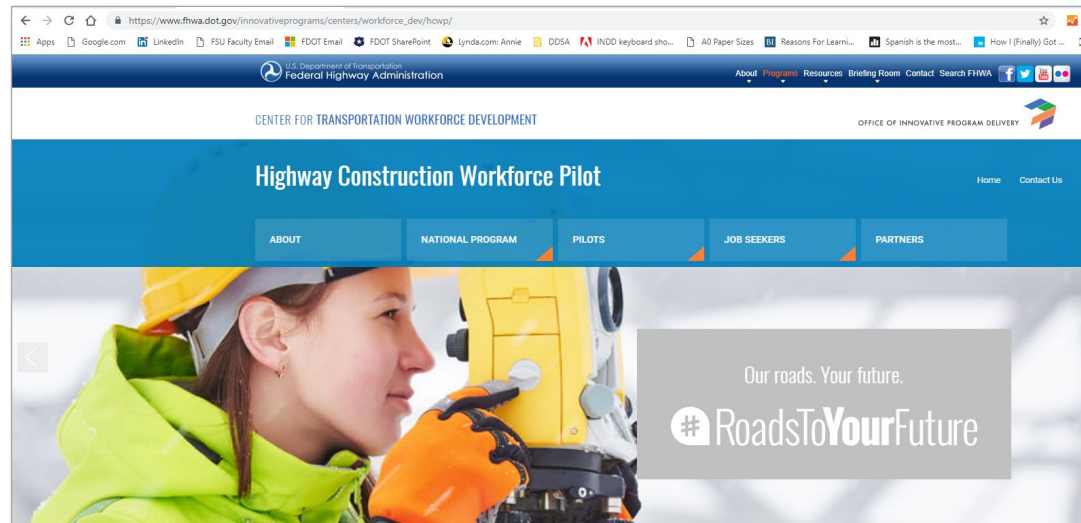 https://www.fhwa.dot.gov/innovativeprograms/centers/workforce_dev/hcwp/
Apps Google.com LinkedIn FSU Faculty Email FDOT Email FDOT SharePoint Lynda.com: Annie DDSA INDD keyboard sho... A0 Paper Sizes Reasons For Learni... Spanish is the most... How I (Finally) Got ...
U.S. Department of Transportation
Federal Highway Administration
About Programs Resources Briefing Room Contact Search FHWA
CENTER FOR TRANSPORTATION WORKFORCE DEVELOPMENT
OFFICE OF INNOVATIVE PROGRAM DELIVERY
Highway Construction Workforce Pilot
Home Contact Us
ABOUT NATIONAL PROGRAM PILOTS JOB SEEKERS PARTNERS
Our roads. Your future.
# RoadsToYourFuture